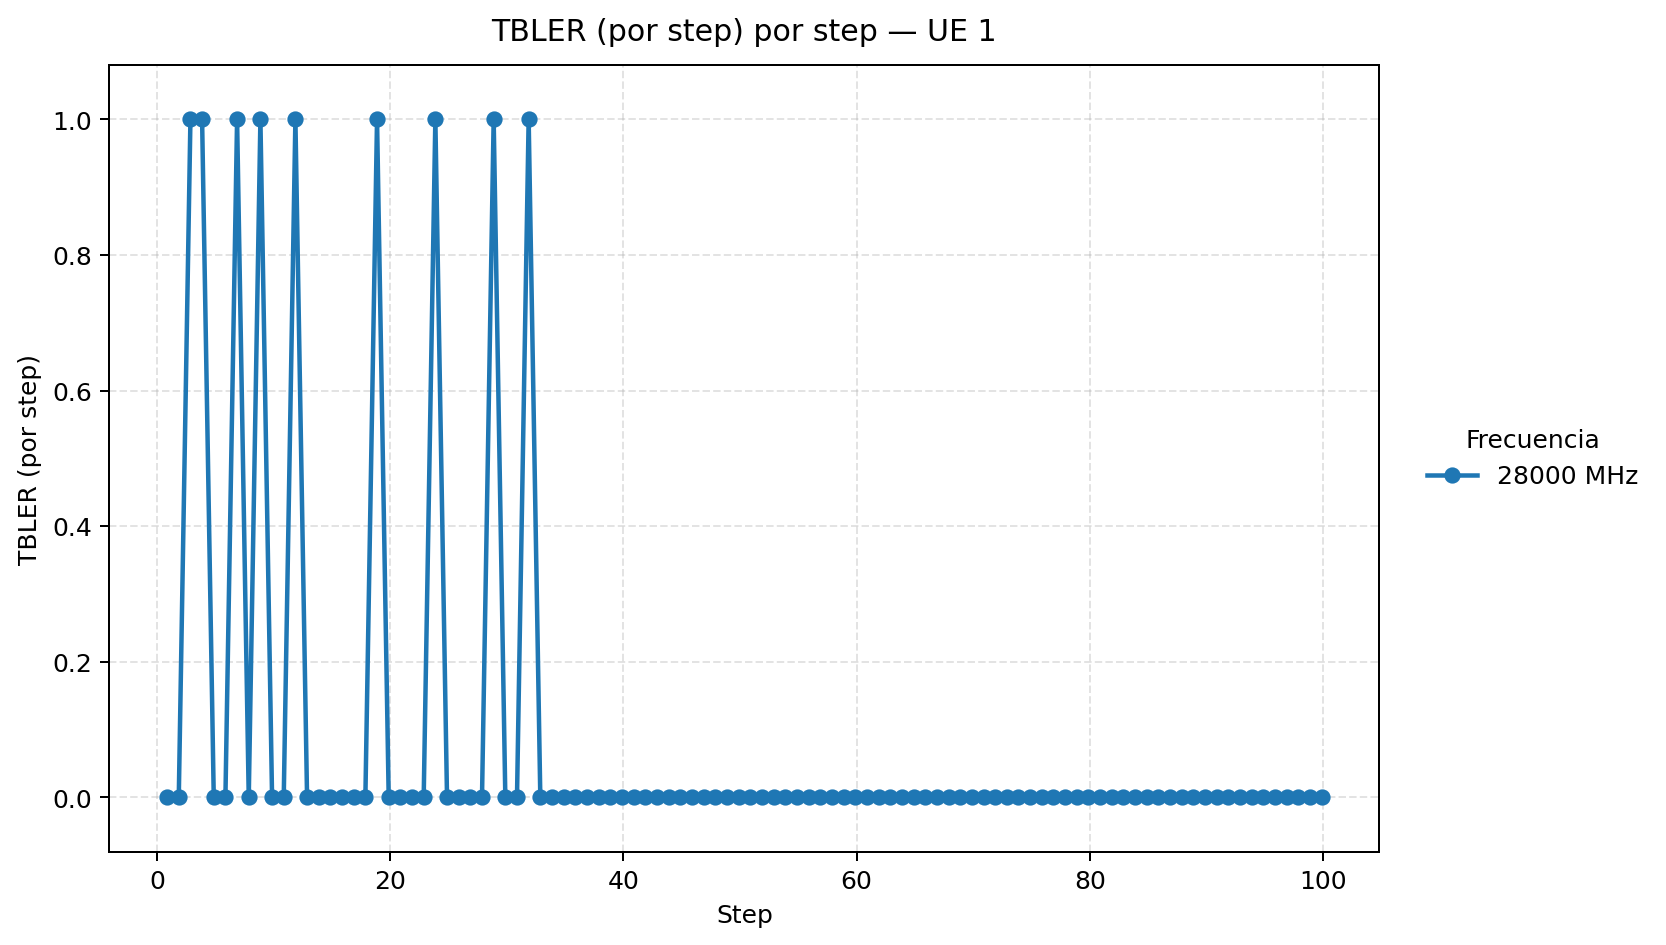 TBLER (por step) por step — UE 1
TBLER (por step)
1.0
0.8
0.6
0.4
0.2
0.0
0 20 40 60 80 100
Step
Frecuencia
28000 MHz